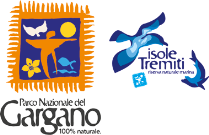 Parco Nazionale del
Gargano
100% naturale.
isole
Tremiti
riserva naturale marina